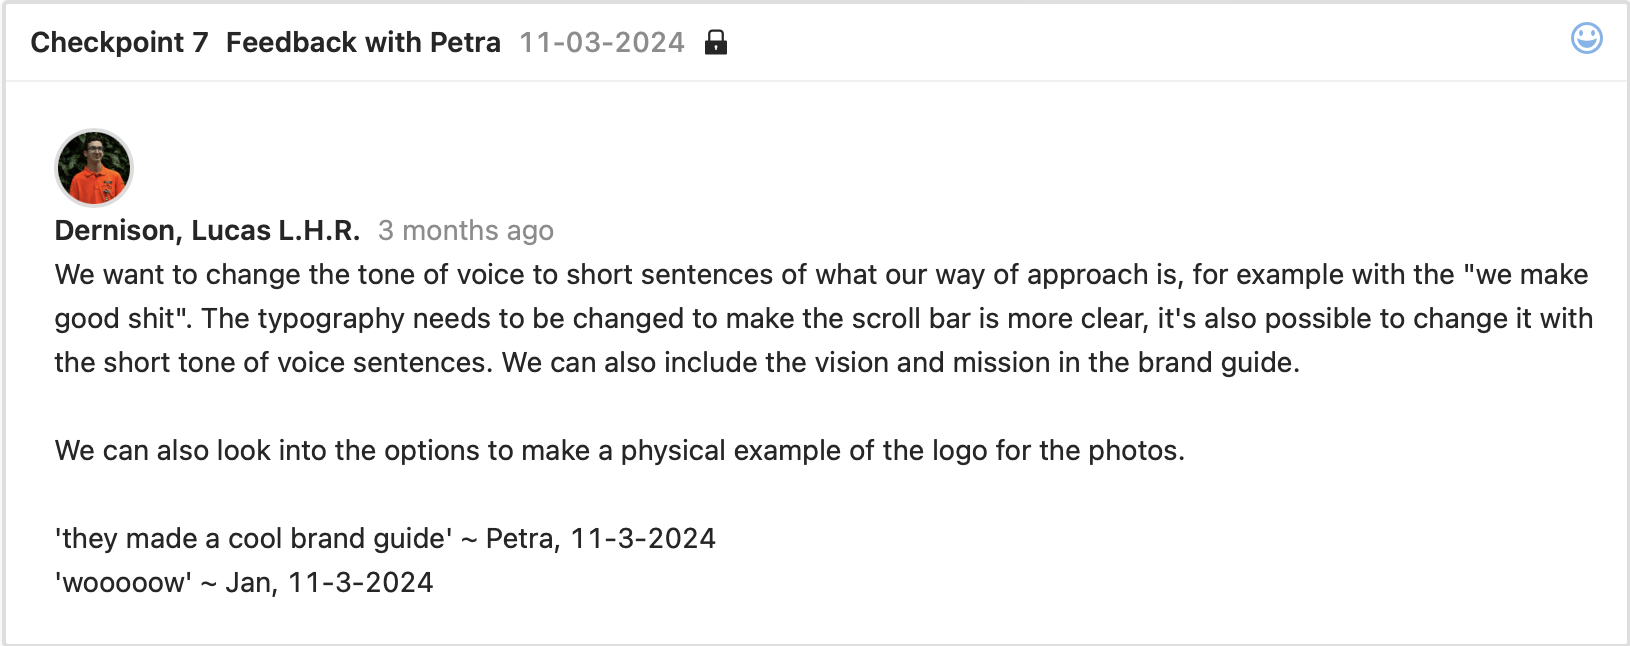 Checkpoint 7 Feedback with Petra 11-03-2024
Dernison, Lucas L.H.R. 3 months ago
We want to change the tone of voice to short sentences of what our way of approach is, for example with the "we make
good shit". The typography needs to be changed to make the scroll bar is more clear, it's also possible to change it with
the short tone of voice sentences. We can also include the vision and mission in the brand guide.
We can also look into the options to make a physical example of the logo for the photos.
'they made a cool brand guide' ~ Petra, 11-3-2024
'wooooow' ~ Jan, 11-3-2024